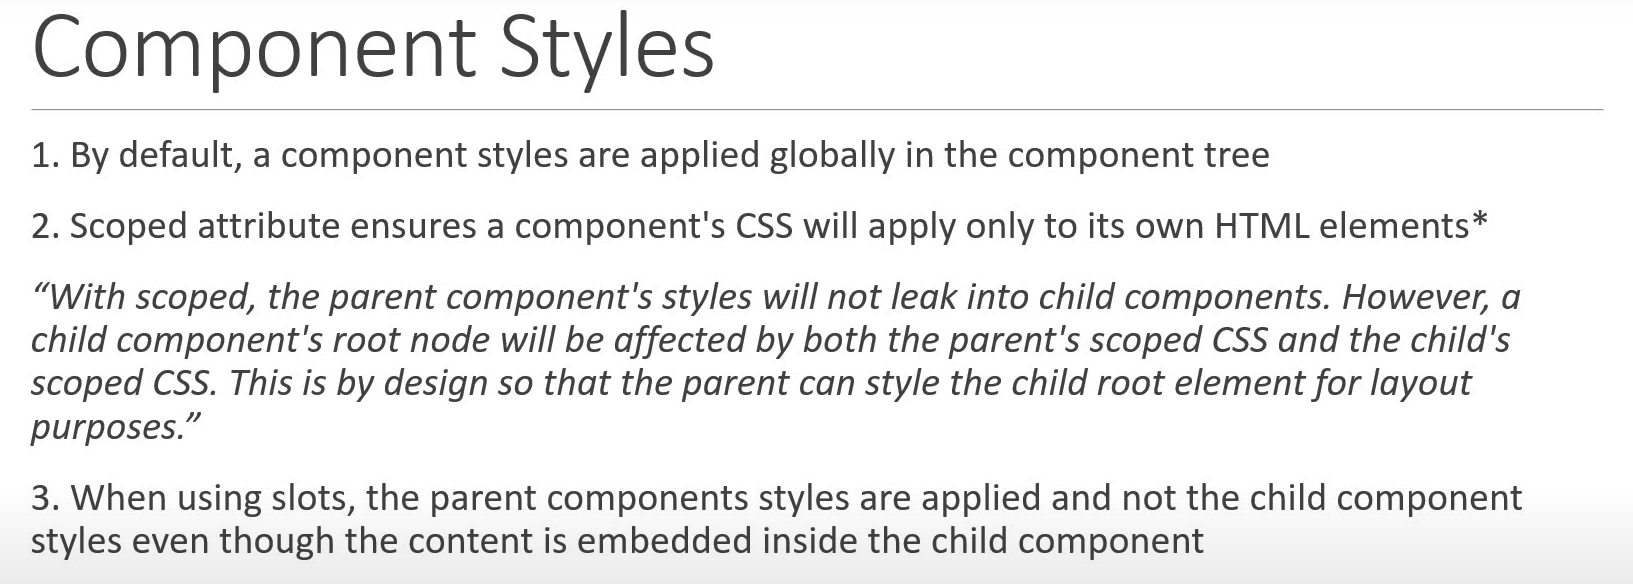 Component Styles
1. By default, a component styles are applied globally in the component tree
2. Scoped attribute ensures a component's CSS will apply only to its own HTML elements*
“With scoped, the parent component's styles will not leak into child components. However, a
child component's root node will be affected by both the parent's scoped CSS and the child's
scoped CSS. This is by design so that the parent can style the child root element for layout
purposes.”
3. When using slots, the parent components styles are applied and not the child component
styles even though the content is embedded inside the child component